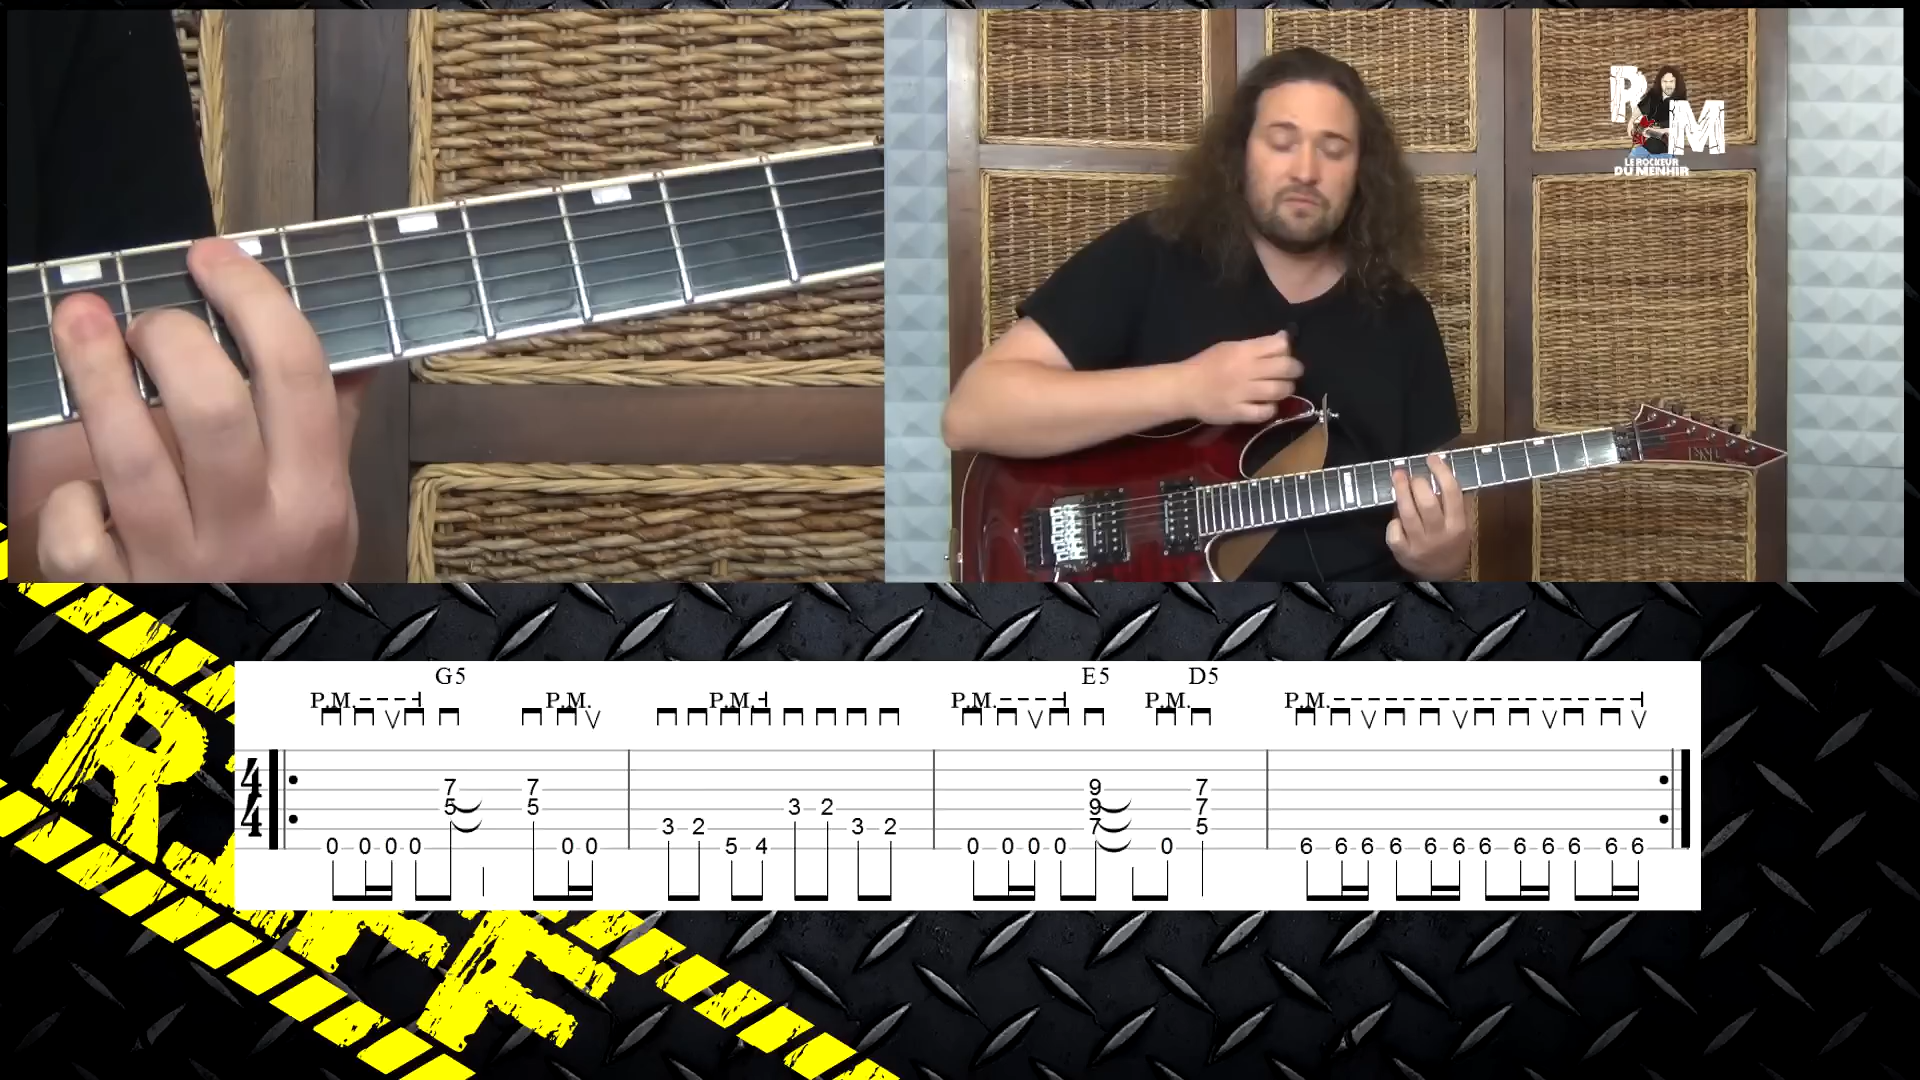 R M
LE ROCKEUR
DU MENHIR
G5 E5 D5
P.M. P.M. P.M. P.M. P.M. P.M.
V V V V V V V
4 7 7 9 7
4 5 5 3 2 9 7
3 2 3 2 7 5
0 0 0 0 0 0 5 4 0 0 0 0 0 6 6 6 6 6 6 6 6 6 6 6 6
RIFF